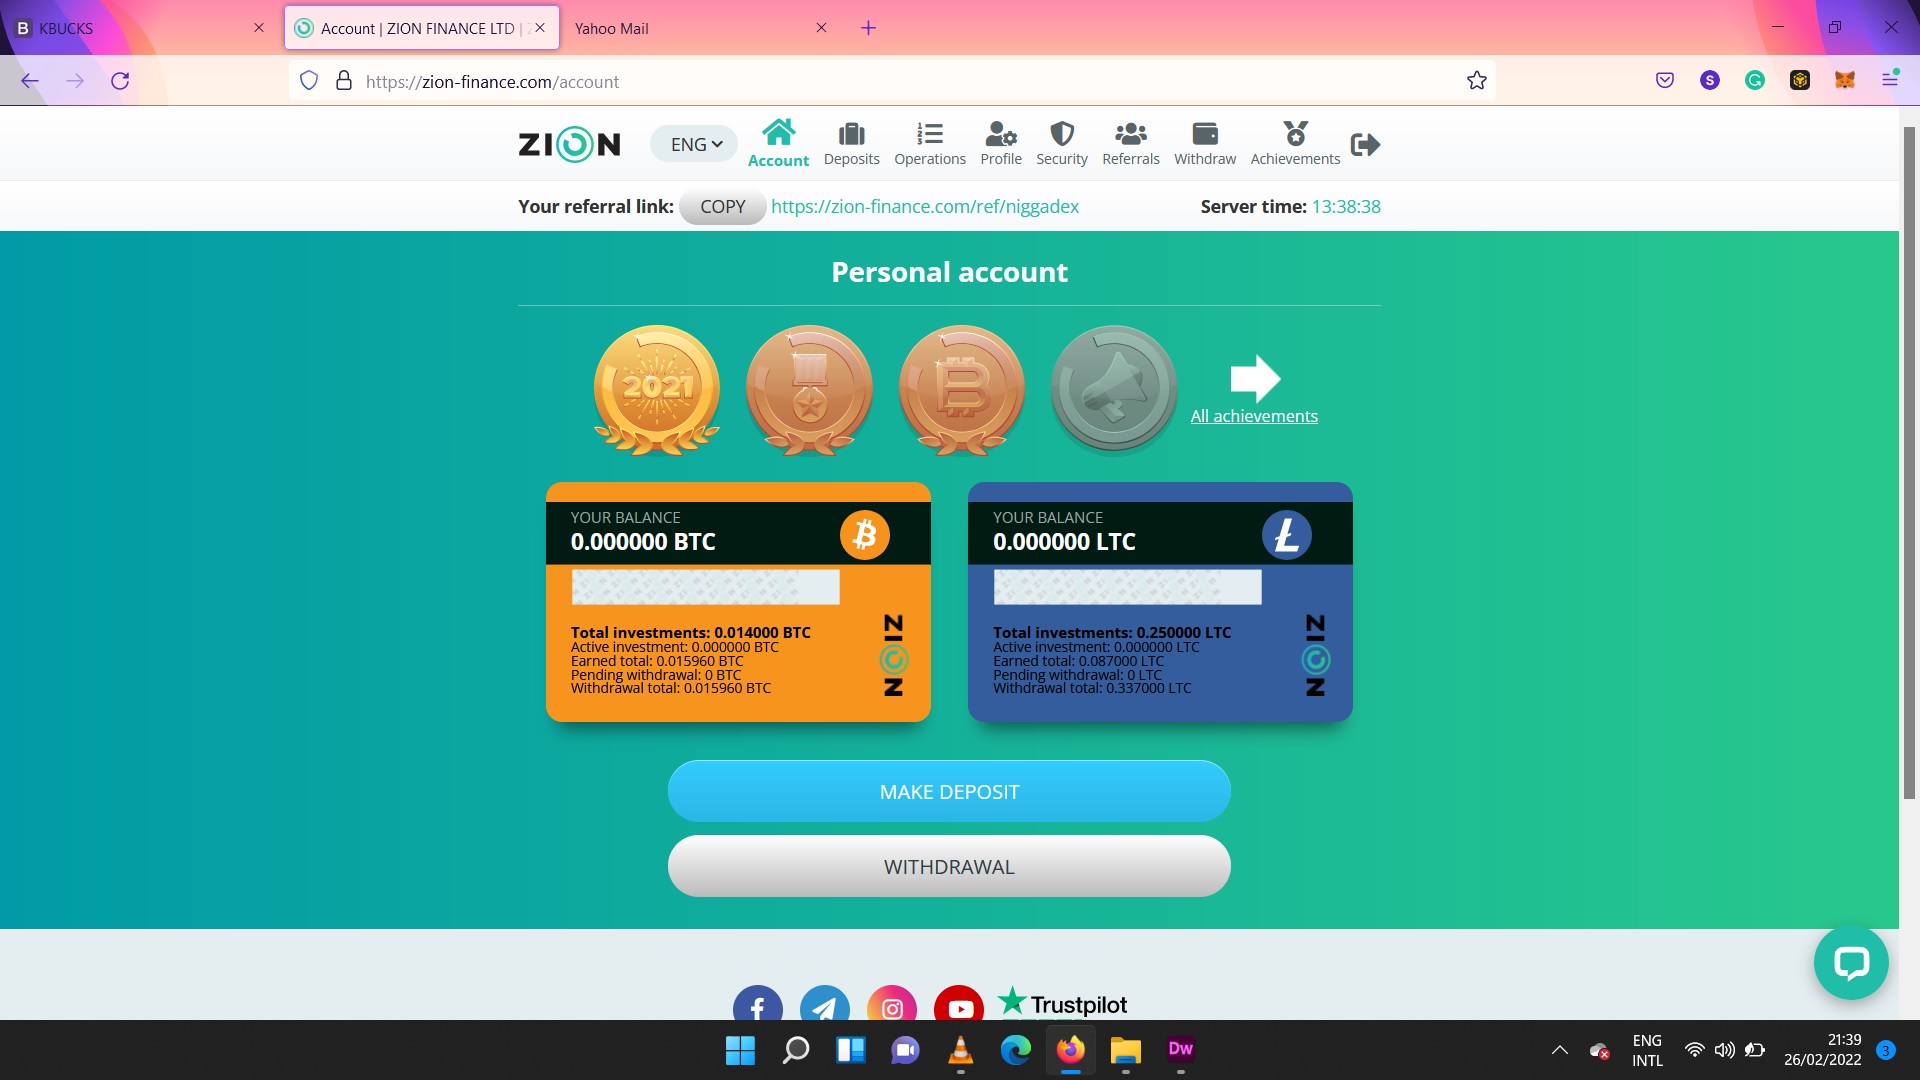 KBUCKS
Account | ZION FINANCE LTD |
Yahoo Mail
https://zion-finance.com/account
ZION
ENG
Account
Deposits
Operations
Profile
Security
Referrals
Withdraw
Achievements
Your referral link: COPY https://zion-finance.com/ref/niggadex
Server time: 13:38:38
Personal account
2021
All achievements
YOUR BALANCE
0.000000 BTC
Total investments: 0.014000 BTC
Active investment: 0.000000 BTC
Earned total: 0.015960 BTC
Pending withdrawal: 0 BTC
Withdrawal total: 0.015960 BTC
ZION
YOUR BALANCE
0.000000 LTC
Total investments: 0.250000 LTC
Active investment: 0.000000 LTC
Earned total: 0.087000 LTC
Pending withdrawal: 0 LTC
Withdrawal total: 0.337000 LTC
ZION
MAKE DEPOSIT
WITHDRAWAL
Trustpilot
Dw
ENG
INTL
21:39
26/02/2022
3